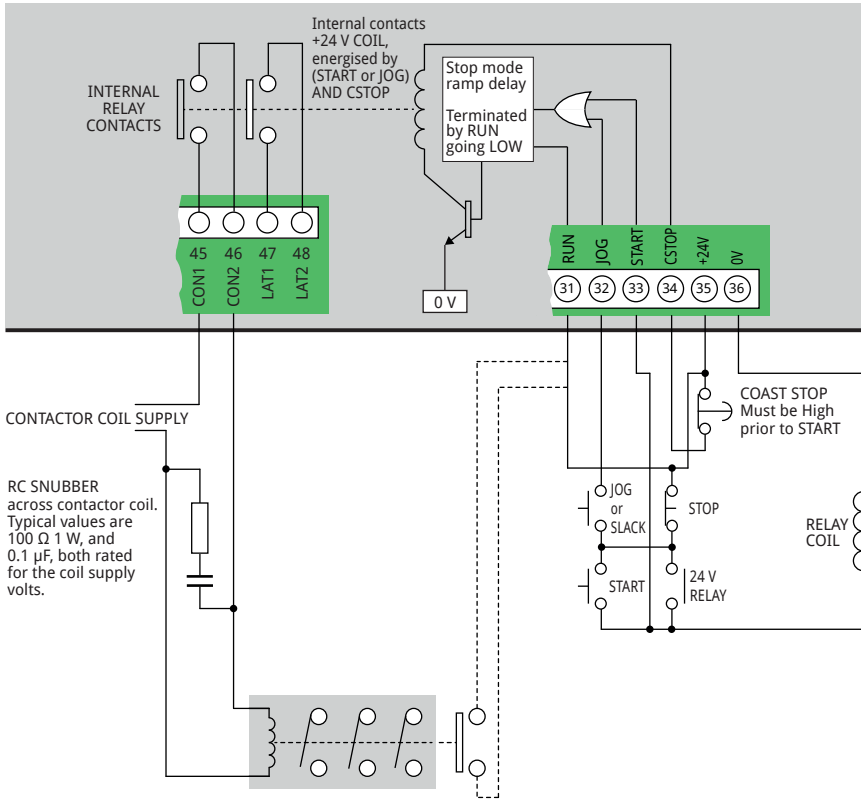 Internal contacts
+24 V COIL,
energised by
(START or JOG)
AND CSTOP
INTERNAL
RELAY
CONTACTS
Stop mode
ramp delay
Terminated
by RUN
going LOW
0 V
45
46
47
48
CON1
CON2
LAT1
LAT2
RUN
JOG
START
CSTOP
+24V
0V
31
32
33
34
35
36
CONTACTOR COIL SUPPLY
COAST STOP
Must be High
prior to START
RC SNUBBER
across contactor coil.
Typical values are
100 Ω 1 W, and
0.1 µF, both rated
for the coil supply
volts.
JOG
or
SLACK
STOP
RELAY
COIL
START
24 V
RELAY